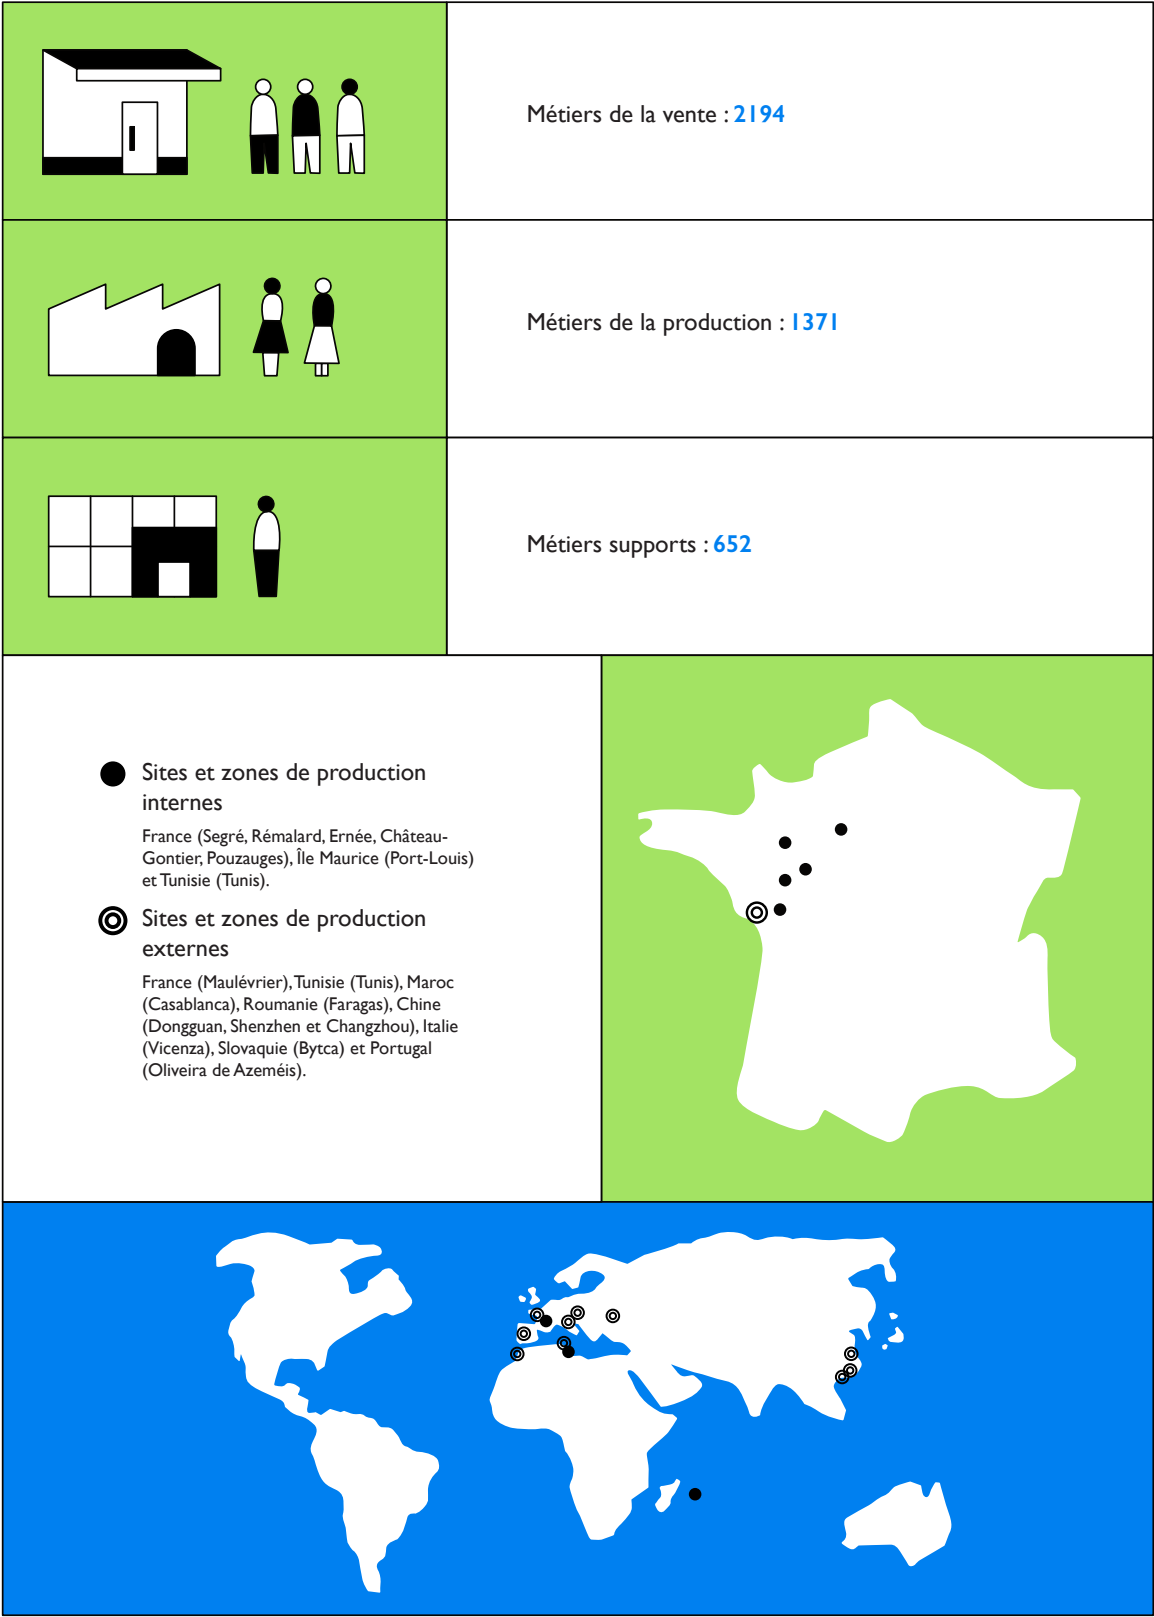 Métiers de la vente : 2194
Métiers de la production : 1371
Métiers supports : 652
Sites et zones de production
internes
France (Segré, Rémalard, Ernée, Château-
Gontier, Pouzauges), Île Maurice (Port-Louis)
et Tunisie (Tunis).
Sites et zones de production
externes
France (Maulévrier), Tunisie (Tunis), Maroc
(Casablanca), Roumanie (Faragas), Chine
(Dongguan, Shenzhen et Changzhou), Italie
(Vicenza), Slovaquie (Bytca) et Portugal
(Oliveira de Azeméis).